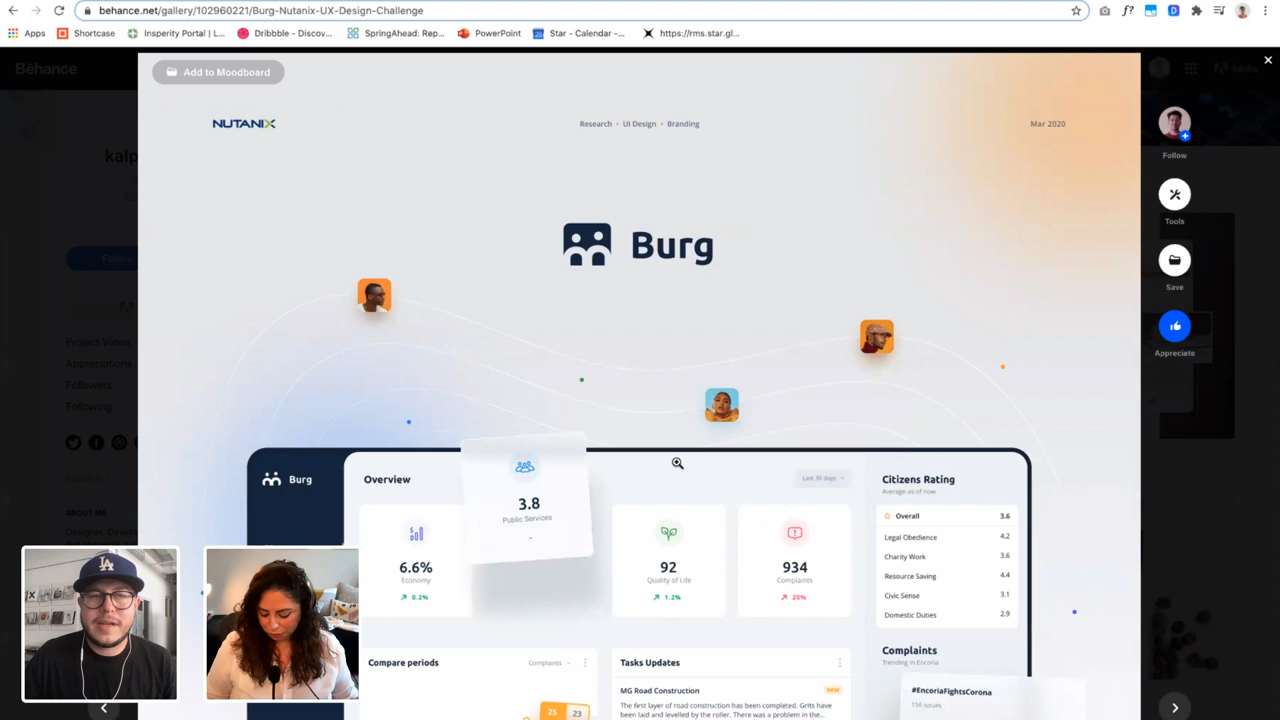 behance.net/gallery/102960221/Burg-Nutanix-UX-Design-Challenge
Apps
Shortcase
Insperity Portal | L...
Dribbble - Discov...
SpringAhead: Rep...
PowerPoint
Star - Calendar -...
https://rms.star.gl...
Bēhance
Add to Moodboard
Adobe
NUTANIX
Research • UI Design • Branding
Mar 2020
Follow
Tools
Save
Appreciate
kalp
Project Views
Appreciations
Followers
Following
ABOUT ME
Burg
Burg
Overview
Last 30 days
3.8
Public Services
-
6.6%
Economy
0.2%
92
Quality of Life
1.2%
934
Complaints
20%
Citizens Rating
Average as of now
Overall 3.6
Legal Obedience 4.2
Charity Work 3.6
Resource Saving 4.4
Civic Sense 3.1
Domestic Duties 2.9
Complaints
Trending in Encoria
#EncoriaFightsCorona
156 issues
Compare periods
Complaints
25 23
Tasks Updates
MG Road Construction
NEW
The first layer of road construction has been completed. Grits have
been laid and levelled by the roller. There was a problem in the...
LA